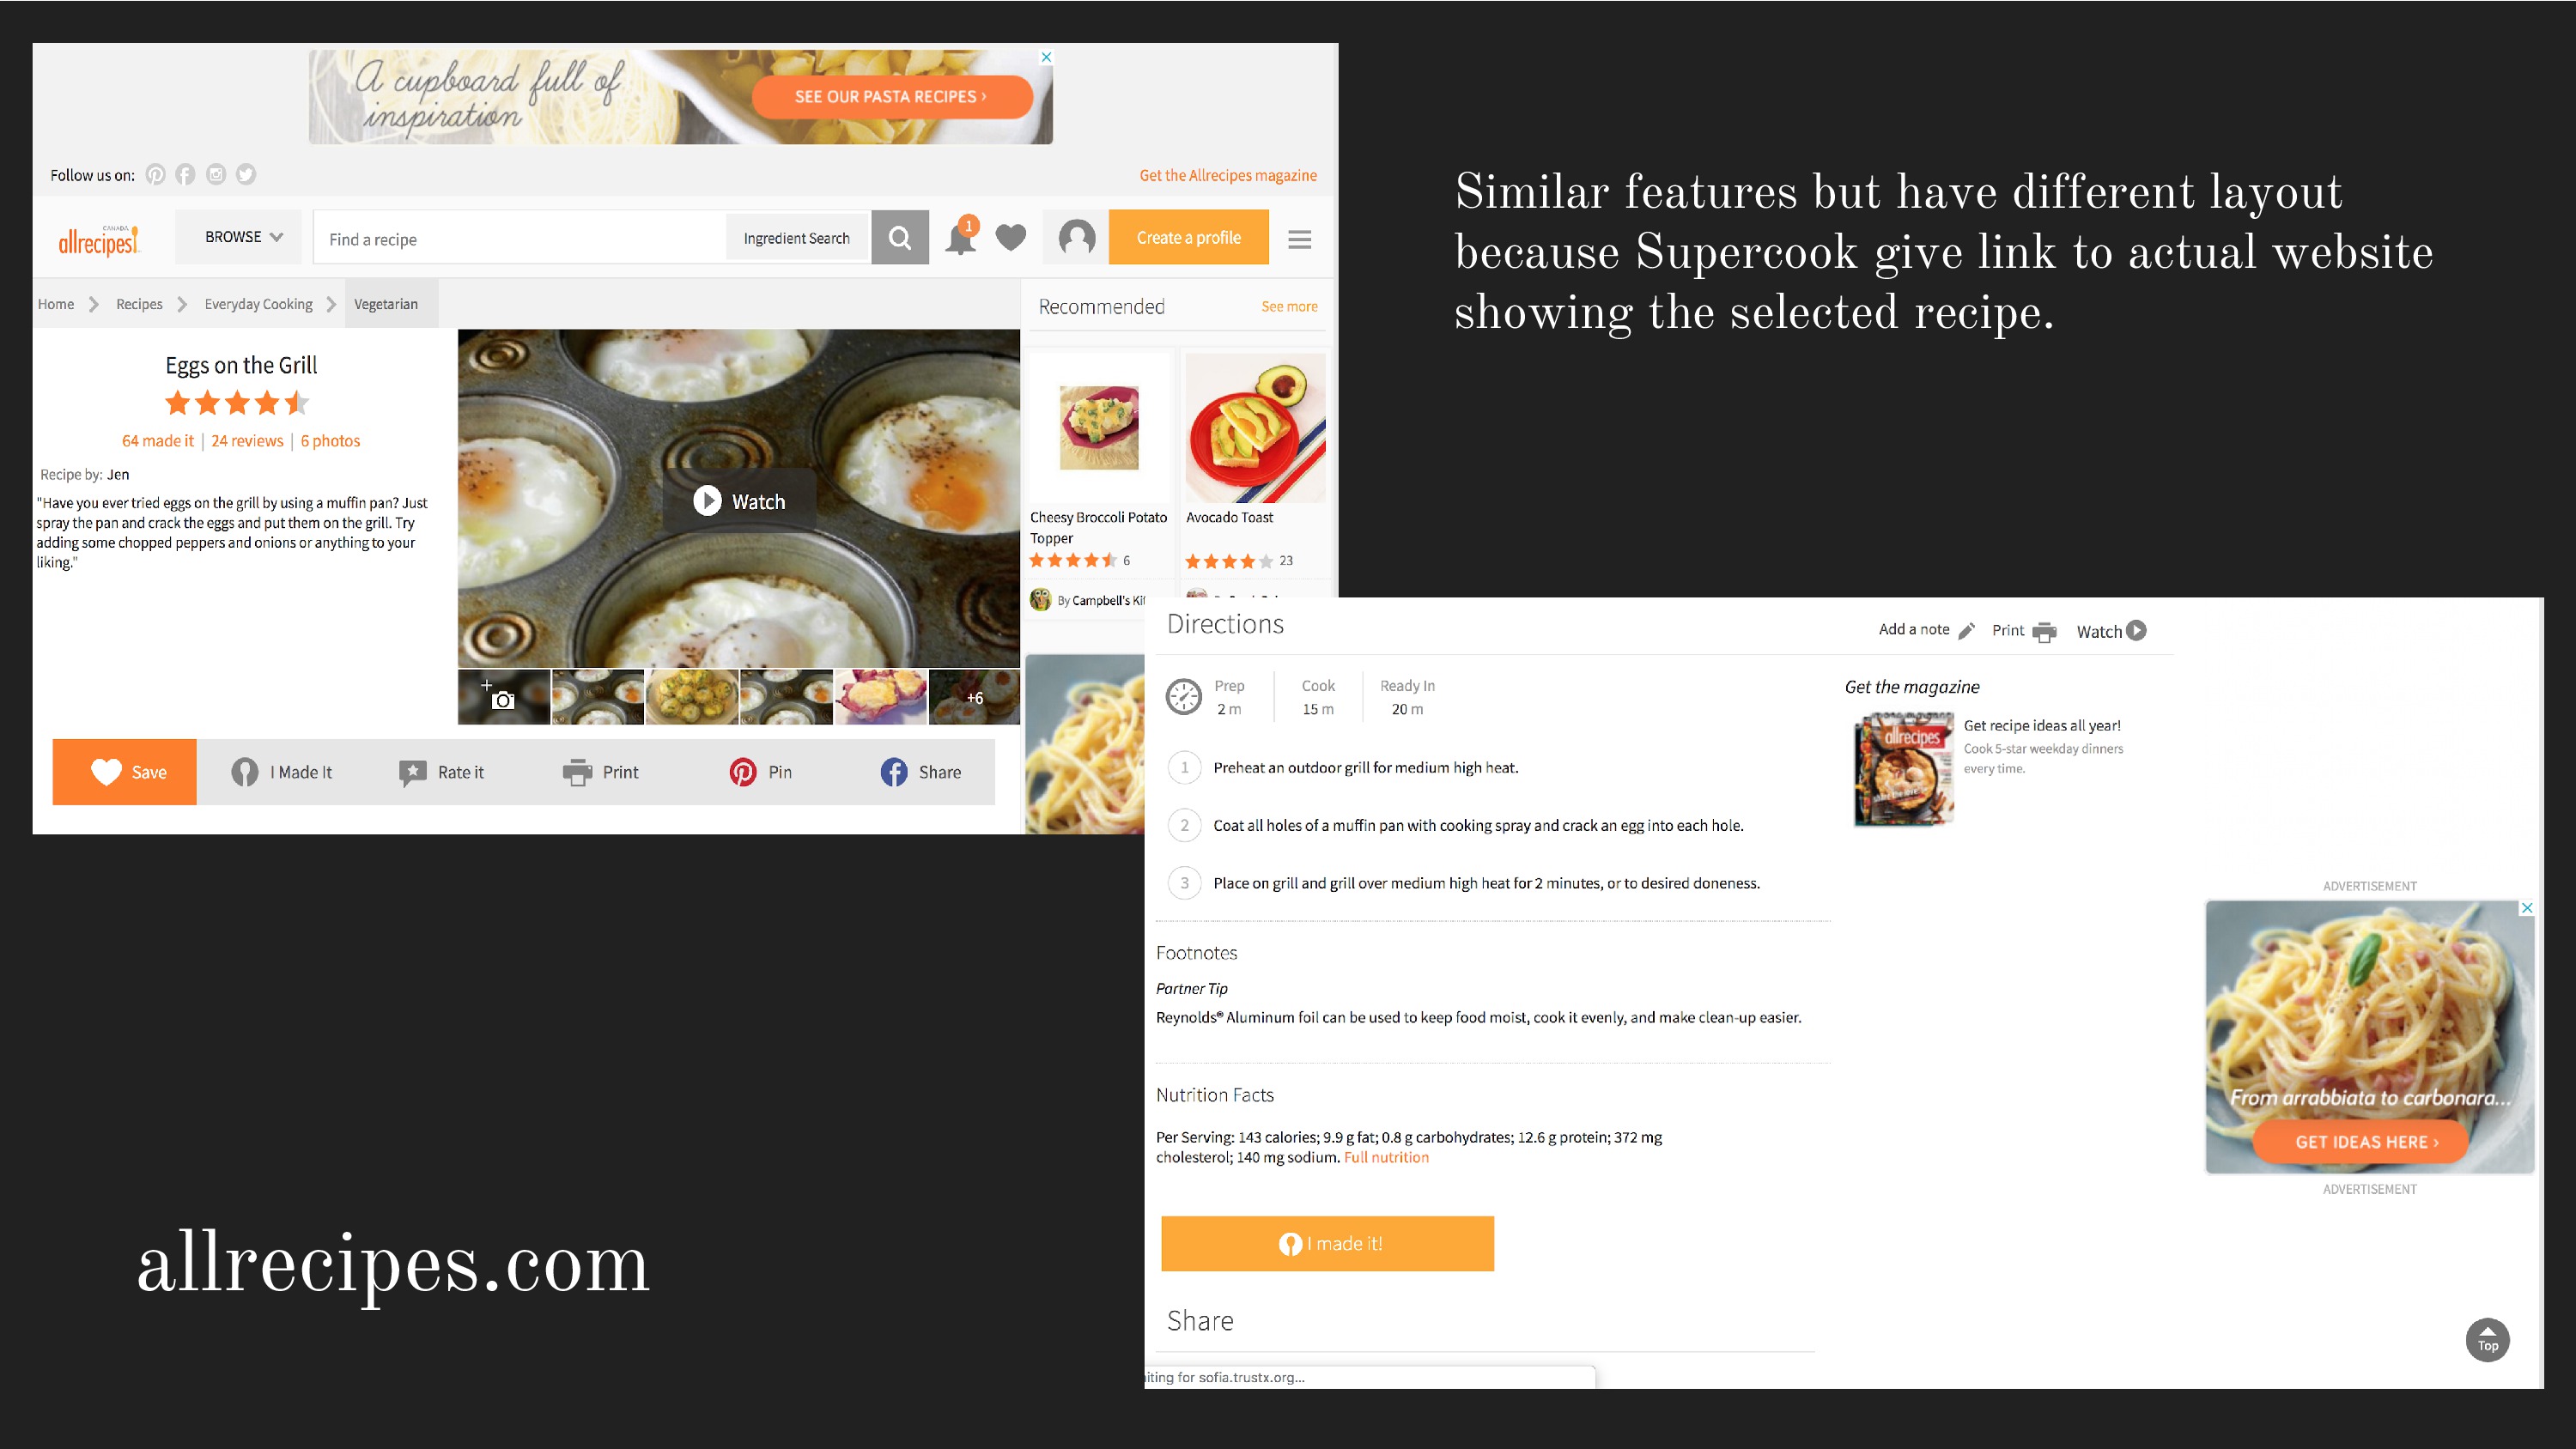 A cupboard full of
inspiration
SEE OUR PASTA RECIPES ›
Follow us on:
Get the Allrecipes magazine
CANADA
allrecipes!
BROWSE
Find a recipe
Ingredient Search
1
Create a profile
Home
Recipes
Everyday Cooking
Vegetarian
Recommended
See more
Eggs on the Grill
64 made it | 24 reviews | 6 photos
Recipe by: Jen
"Have you ever tried eggs on the grill by using a muffin pan? Just
spray the pan and crack the eggs and put them on the grill. Try
adding some chopped peppers and onions or anything to your
liking."
Watch
+6
Cheesy Broccoli Potato
Topper
6
By Campbell's Ki
Avocado Toast
23
Save
I Made It
Rate it
Print
Pin
Share
Similar features but have different layout
because Supercook give link to actual website
showing the selected recipe.
Directions
Add a note
Print
Watch
Prep
2 m
Cook
15 m
Ready In
20 m
1 Preheat an outdoor grill for medium high heat.
2 Coat all holes of a muffin pan with cooking spray and crack an egg into each hole.
3 Place on grill and grill over medium high heat for 2 minutes, or to desired doneness.
Get the magazine
allrecipes
Get recipe ideas all year!
Cook 5-star weekday dinners
every time.
Footnotes
Partner Tip
Reynolds® Aluminum foil can be used to keep food moist, cook it evenly, and make clean-up easier.
Nutrition Facts
Per Serving: 143 calories; 9.9 g fat; 0.8 g carbohydrates; 12.6 g protein; 372 mg
cholesterol; 140 mg sodium. Full nutrition
I made it!
Share
iting for sofia.trustx.org...
ADVERTISEMENT
From arrabbiata to carbonara...
GET IDEAS HERE ›
ADVERTISEMENT
Top
allrecipes.com